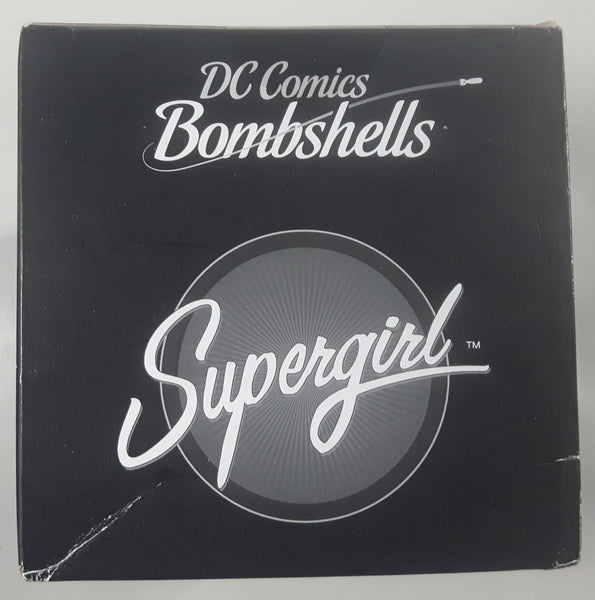 DC Comics
Bombshells
Supergirl™